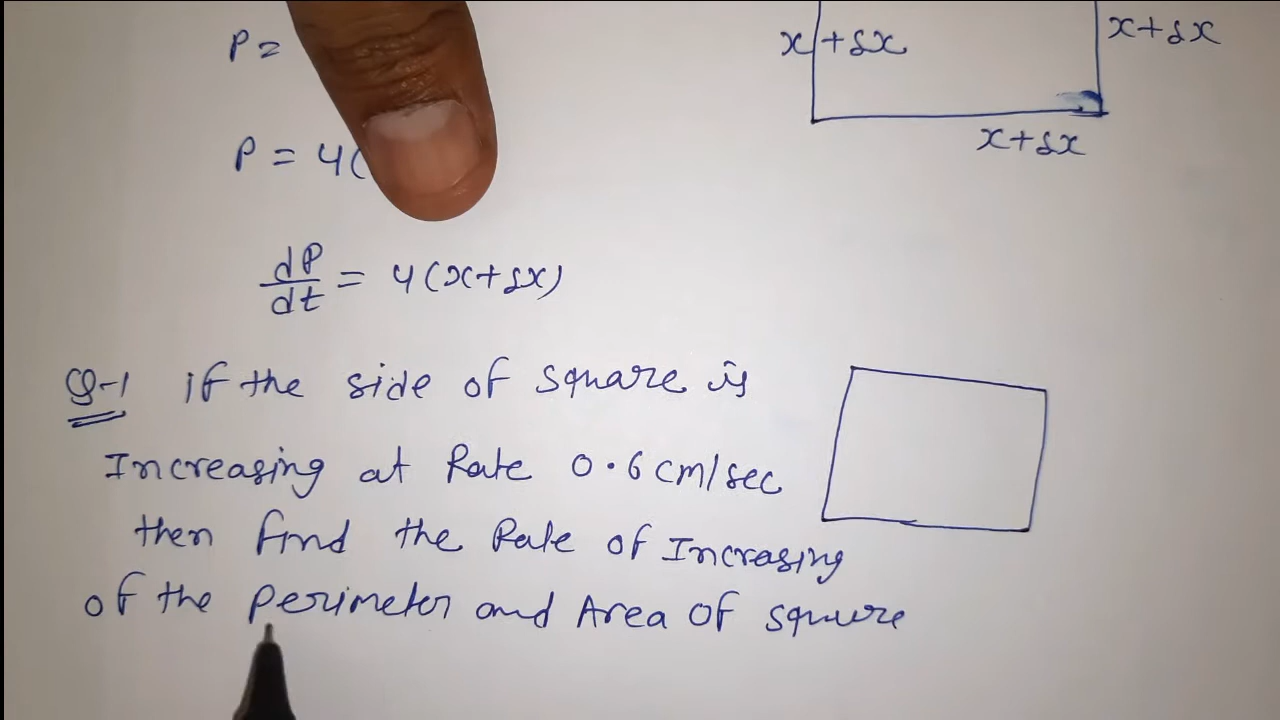 P=
x+δx
x+δx
P = 4(
x+δx
dP/dt = 4(x+δx)
Q-1 if the side of square is
Increasing at Rate 0.6 cm/sec
then find the Rate of Increasing
of the perimeter and Area of square